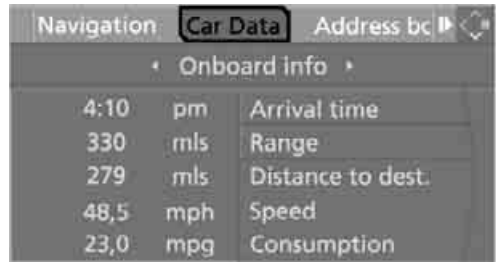 Navigation Car Data Address bc
Onboard info
4:10 pm Arrival time
330 mls Range
279 mls Distance to dest.
48,5 mph Speed
23,0 mpg Consumption